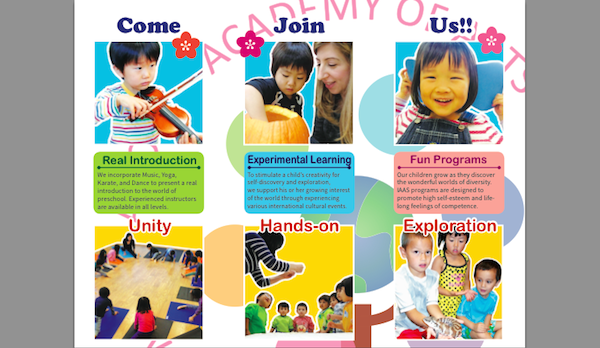 ACADEMY OF
Come Join Us!!
Real Introduction
We incorporate Music, Yoga,
Karate, and Dance to present a real
introduction to the world of
preschool. Experienced instructors
are available in all levels.
Experimental Learning
To stimulate a child's creativity for
self-discovery and exploration,
we support his or her growing interest
of the world through experiencing
various international cultural events.
Fun Programs
Our children grow as they discover
the wonderful worlds of diversity.
IAAS programs are designed to
promote high self-esteem and life-
long feelings of competence.
Unity Hands-on Exploration